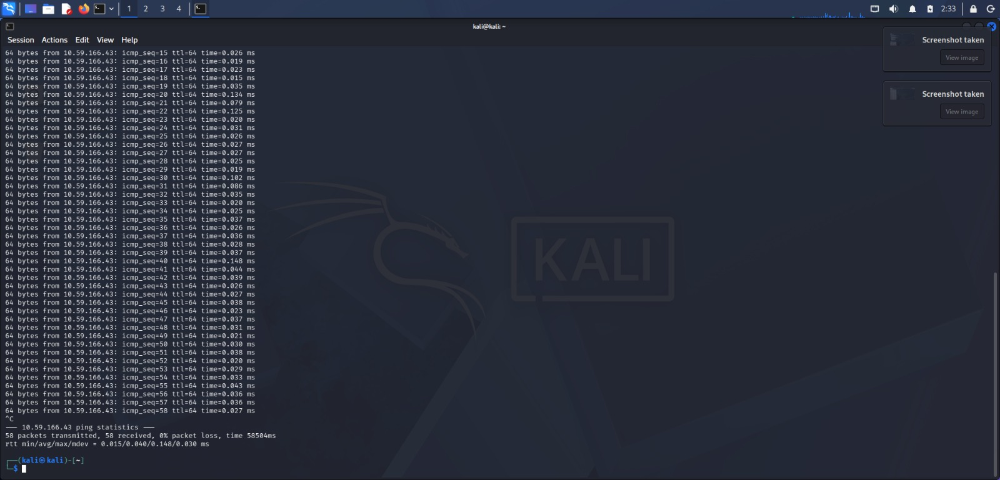 1 2 3 4 2:33
kali@kali: ~
Session Actions Edit View Help
Screenshot taken
View image
Screenshot taken
View image
64 bytes from 10.59.166.43: icmp_seq=15 ttl=64 time=0.026 ms
64 bytes from 10.59.166.43: icmp_seq=16 ttl=64 time=0.019 ms
64 bytes from 10.59.166.43: icmp_seq=17 ttl=64 time=0.023 ms
64 bytes from 10.59.166.43: icmp_seq=18 ttl=64 time=0.015 ms
64 bytes from 10.59.166.43: icmp_seq=19 ttl=64 time=0.035 ms
64 bytes from 10.59.166.43: icmp_seq=20 ttl=64 time=0.134 ms
64 bytes from 10.59.166.43: icmp_seq=21 ttl=64 time=0.079 ms
64 bytes from 10.59.166.43: icmp_seq=22 ttl=64 time=0.125 ms
64 bytes from 10.59.166.43: icmp_seq=23 ttl=64 time=0.020 ms
64 bytes from 10.59.166.43: icmp_seq=24 ttl=64 time=0.031 ms
64 bytes from 10.59.166.43: icmp_seq=25 ttl=64 time=0.026 ms
64 bytes from 10.59.166.43: icmp_seq=26 ttl=64 time=0.027 ms
64 bytes from 10.59.166.43: icmp_seq=27 ttl=64 time=0.027 ms
64 bytes from 10.59.166.43: icmp_seq=28 ttl=64 time=0.025 ms
64 bytes from 10.59.166.43: icmp_seq=29 ttl=64 time=0.019 ms
64 bytes from 10.59.166.43: icmp_seq=30 ttl=64 time=0.102 ms
64 bytes from 10.59.166.43: icmp_seq=31 ttl=64 time=0.086 ms
64 bytes from 10.59.166.43: icmp_seq=32 ttl=64 time=0.035 ms
64 bytes from 10.59.166.43: icmp_seq=33 ttl=64 time=0.020 ms
64 bytes from 10.59.166.43: icmp_seq=34 ttl=64 time=0.025 ms
64 bytes from 10.59.166.43: icmp_seq=35 ttl=64 time=0.037 ms
64 bytes from 10.59.166.43: icmp_seq=36 ttl=64 time=0.026 ms
64 bytes from 10.59.166.43: icmp_seq=37 ttl=64 time=0.036 ms
64 bytes from 10.59.166.43: icmp_seq=38 ttl=64 time=0.028 ms
64 bytes from 10.59.166.43: icmp_seq=39 ttl=64 time=0.037 ms
64 bytes from 10.59.166.43: icmp_seq=40 ttl=64 time=0.148 ms
64 bytes from 10.59.166.43: icmp_seq=41 ttl=64 time=0.044 ms
64 bytes from 10.59.166.43: icmp_seq=42 ttl=64 time=0.039 ms
64 bytes from 10.59.166.43: icmp_seq=43 ttl=64 time=0.026 ms
64 bytes from 10.59.166.43: icmp_seq=44 ttl=64 time=0.027 ms
64 bytes from 10.59.166.43: icmp_seq=45 ttl=64 time=0.038 ms
64 bytes from 10.59.166.43: icmp_seq=46 ttl=64 time=0.023 ms
64 bytes from 10.59.166.43: icmp_seq=47 ttl=64 time=0.037 ms
64 bytes from 10.59.166.43: icmp_seq=48 ttl=64 time=0.031 ms
64 bytes from 10.59.166.43: icmp_seq=49 ttl=64 time=0.021 ms
64 bytes from 10.59.166.43: icmp_seq=50 ttl=64 time=0.030 ms
64 bytes from 10.59.166.43: icmp_seq=51 ttl=64 time=0.038 ms
64 bytes from 10.59.166.43: icmp_seq=52 ttl=64 time=0.020 ms
64 bytes from 10.59.166.43: icmp_seq=53 ttl=64 time=0.029 ms
64 bytes from 10.59.166.43: icmp_seq=54 ttl=64 time=0.033 ms
64 bytes from 10.59.166.43: icmp_seq=55 ttl=64 time=0.043 ms
64 bytes from 10.59.166.43: icmp_seq=56 ttl=64 time=0.036 ms
64 bytes from 10.59.166.43: icmp_seq=57 ttl=64 time=0.036 ms
64 bytes from 10.59.166.43: icmp_seq=58 ttl=64 time=0.027 ms
^C
--- 10.59.166.43 ping statistics ---
58 packets transmitted, 58 received, 0% packet loss, time 58504ms
rtt min/avg/max/mdev = 0.015/0.040/0.148/0.030 ms
┌──(kali㉿kali)-[~]
└─$
KALI